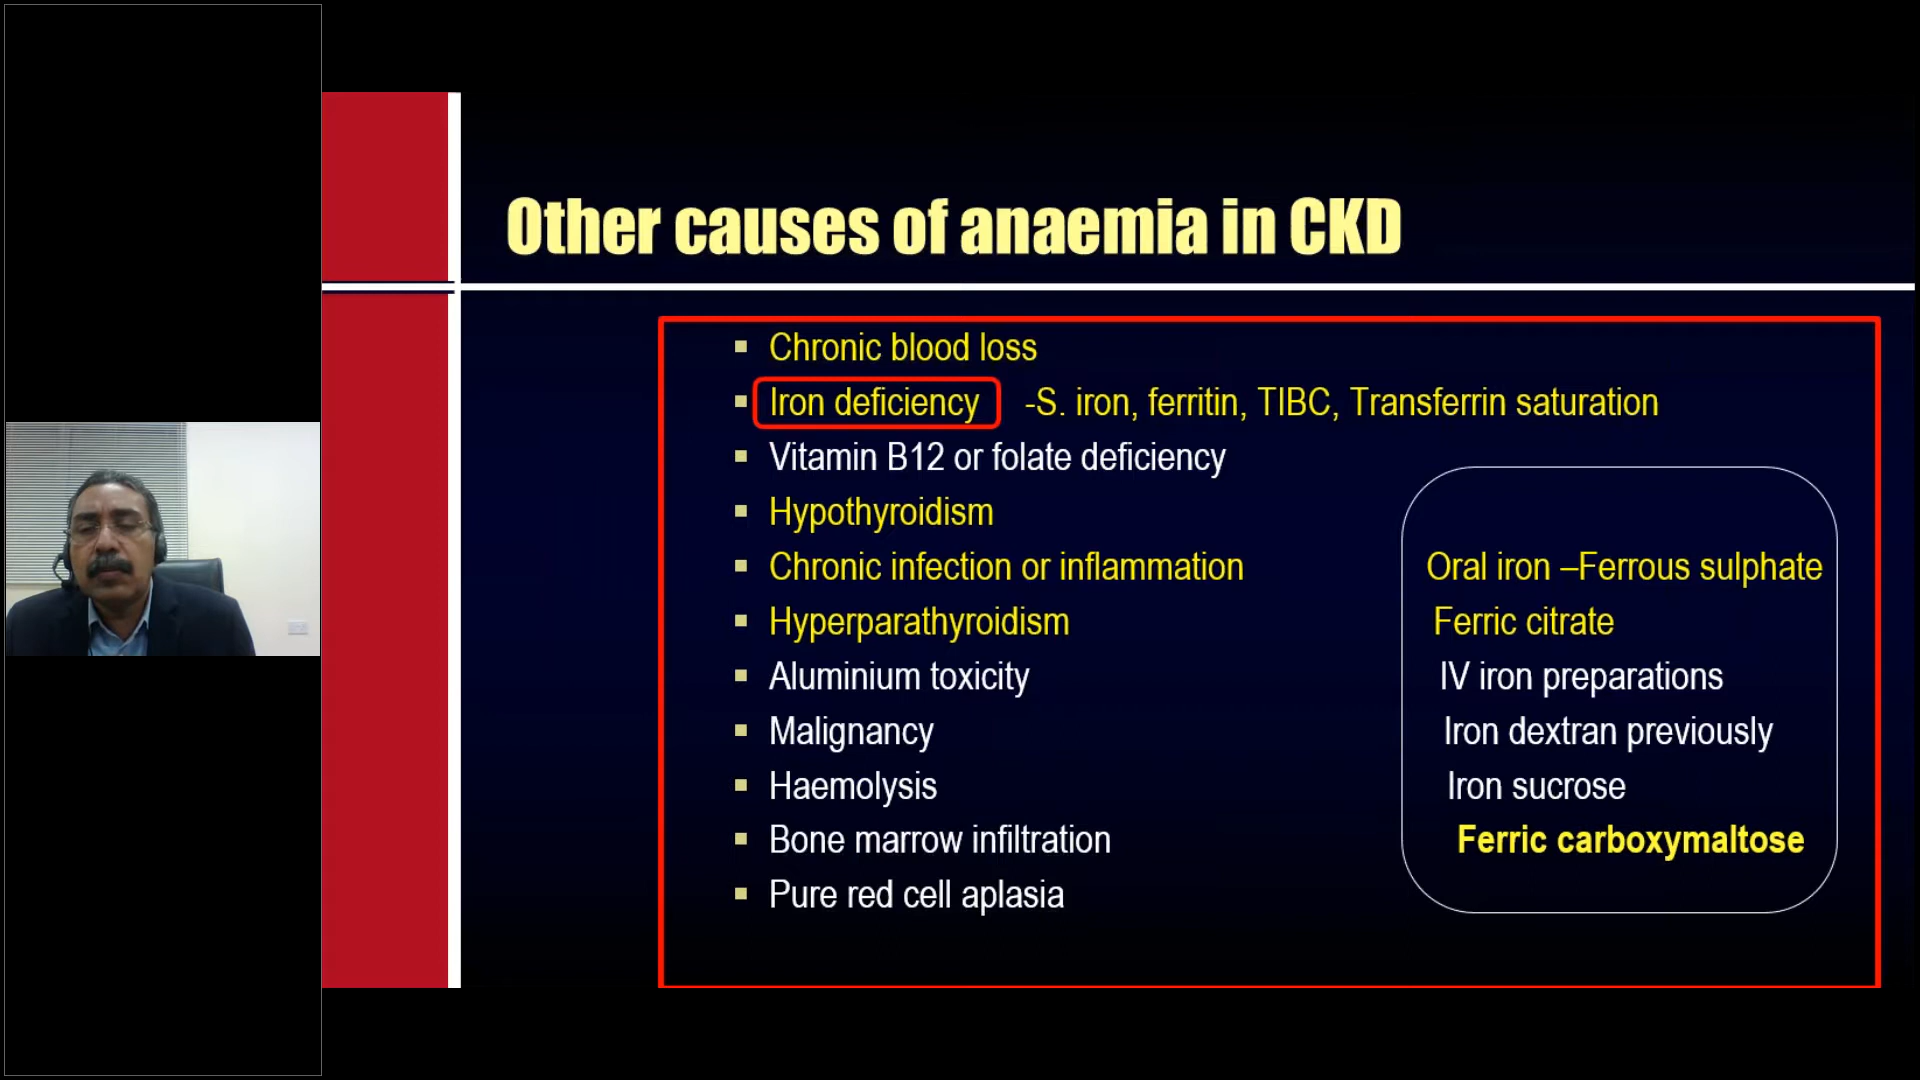 Other causes of anaemia in CKD
Chronic blood loss
Iron deficiency -S. iron, ferritin, TIBC, Transferrin saturation
Vitamin B12 or folate deficiency
Hypothyroidism
Chronic infection or inflammation
Hyperparathyroidism
Aluminium toxicity
Malignancy
Haemolysis
Bone marrow infiltration
Pure red cell aplasia
Oral iron –Ferrous sulphate
Ferric citrate
IV iron preparations
Iron dextran previously
Iron sucrose
Ferric carboxymaltose